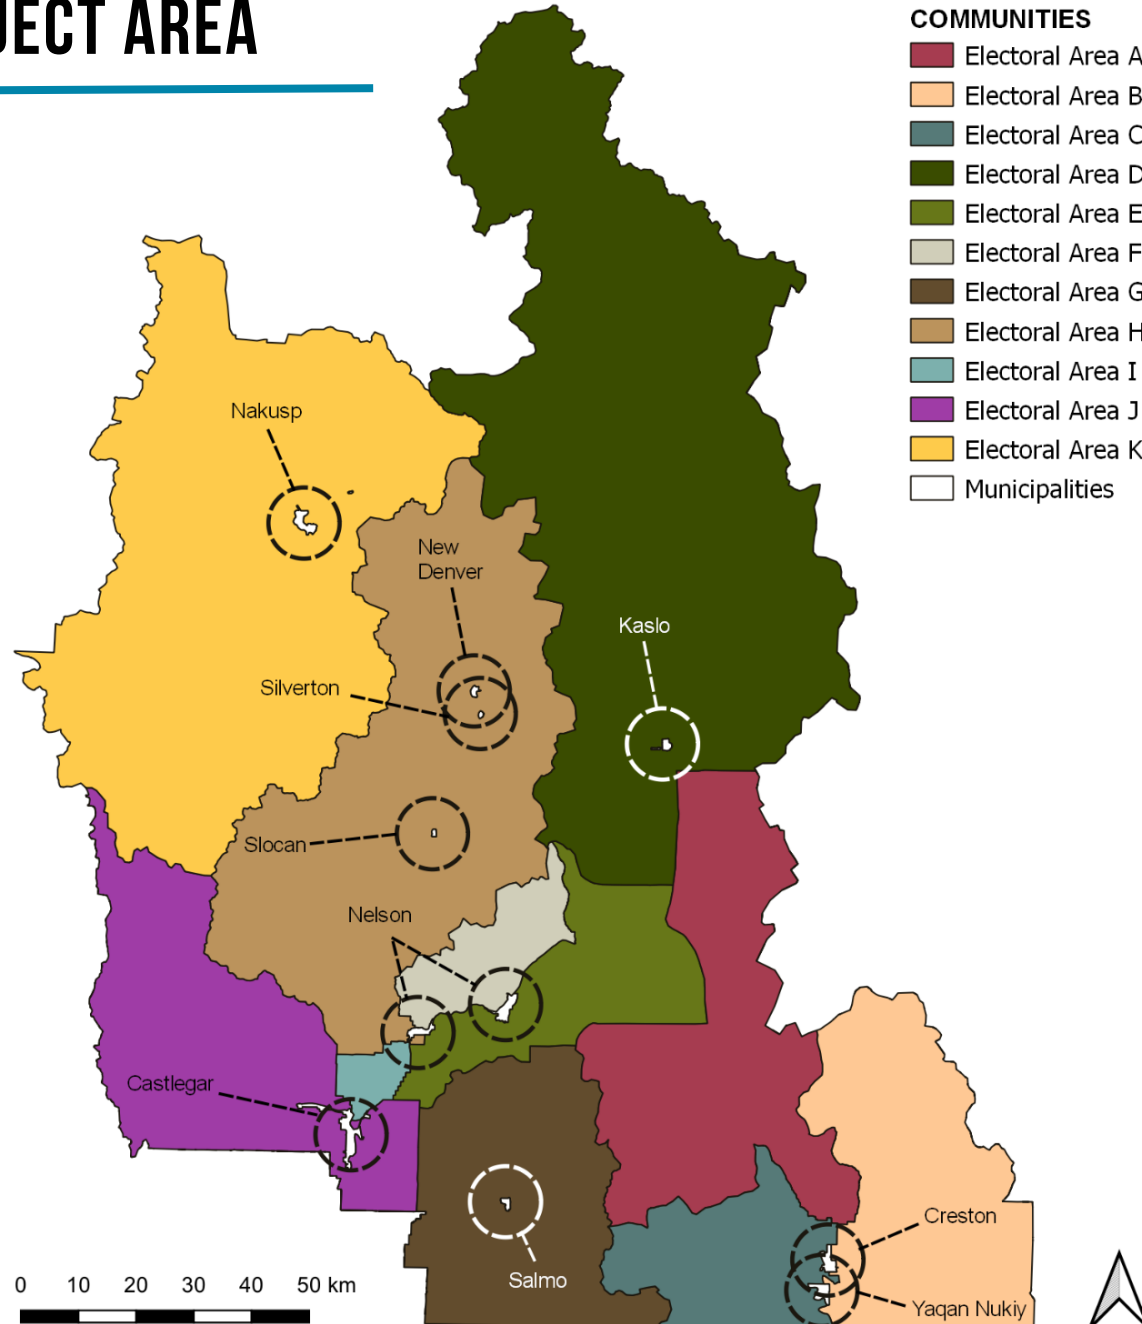 JECT AREA
COMMUNITIES
Electoral Area A
Electoral Area B
Electoral Area C
Electoral Area D
Electoral Area E
Electoral Area F
Electoral Area G
Electoral Area H
Electoral Area I
Electoral Area J
Electoral Area K
Municipalities
Nakusp
New
Denver
Kaslo
Silverton
Slocan
Nelson
Castlegar
Creston
Salmo
Yaqan Nukiy
0 10 20 30 40 50 km